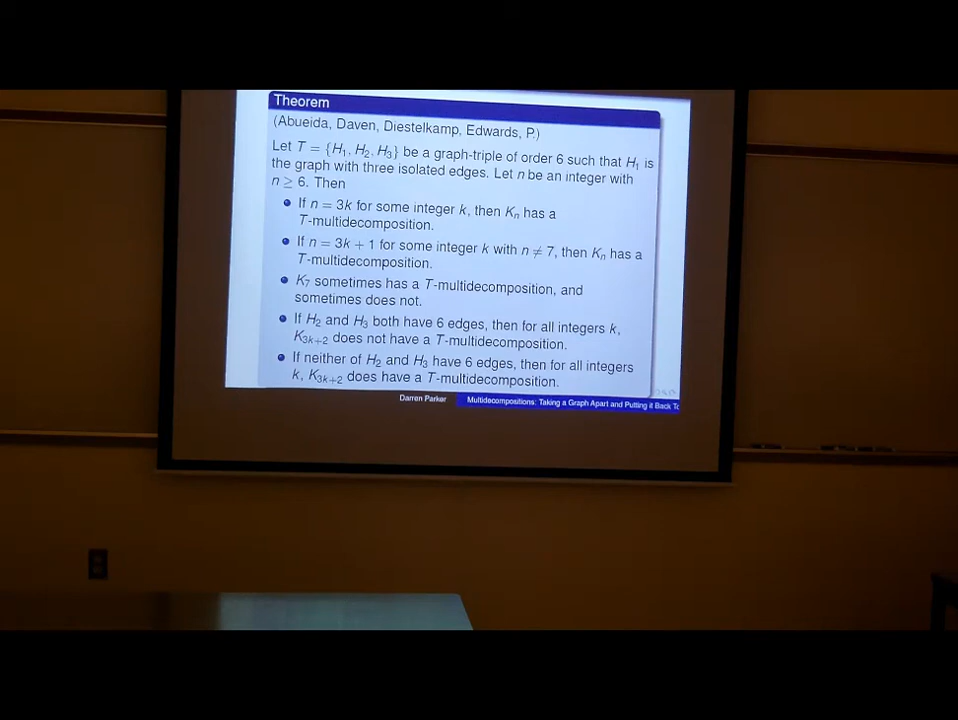 Theorem
(Abueida, Daven, Diestelkamp, Edwards, P.)
Let T = {H₁, H₂, H₃} be a graph-triple of order 6 such that H₁ is
the graph with three isolated edges. Let n be an integer with
n ≥ 6. Then
If n = 3k for some integer k, then Kₙ has a
T-multidecomposition.
If n = 3k + 1 for some integer k with n ≠ 7, then Kₙ has a
T-multidecomposition.
K₇ sometimes has a T-multidecomposition, and
sometimes does not.
If H₂ and H₃ both have 6 edges, then for all integers k,
K₃ₖ₊₂ does not have a T-multidecomposition.
If neither of H₂ and H₃ have 6 edges, then for all integers
k, K₃ₖ₊₂ does have a T-multidecomposition.
Darren Parker Multidecompositions: Taking a Graph Apart and Putting it Back To